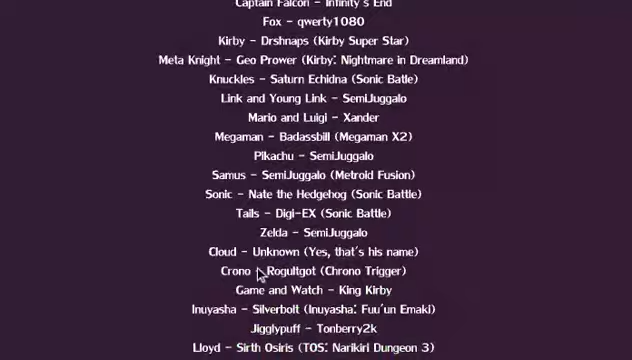 Captain Falcon - Infinity's End
Fox - qwerty1080
Kirby - Drshnaps (Kirby Super Star)
Meta Knight - Geo Prower (Kirby: Nightmare in Dreamland)
Knuckles - Saturn Echidna (Sonic Batle)
Link and Young Link - SemiJuggalo
Mario and Luigi - Xander
Megaman - Badassbill (Megaman X2)
Pikachu - SemiJuggalo
Samus - SemiJuggalo (Metroid Fusion)
Sonic - Nate the Hedgehog (Sonic Battle)
Tails - Digi-EX (Sonic Battle)
Zelda - SemiJuggalo
Cloud - Unknown (Yes, that's his name)
Crono - Rogultgot (Chrono Trigger)
Game and Watch - King Kirby
Inuyasha - Silverbolt (Inuyasha: Fuu'un Emaki)
Jigglypuff - Tonberry2k
Lloyd - Sirth Osiris (TOS: Narikiri Dungeon 3)